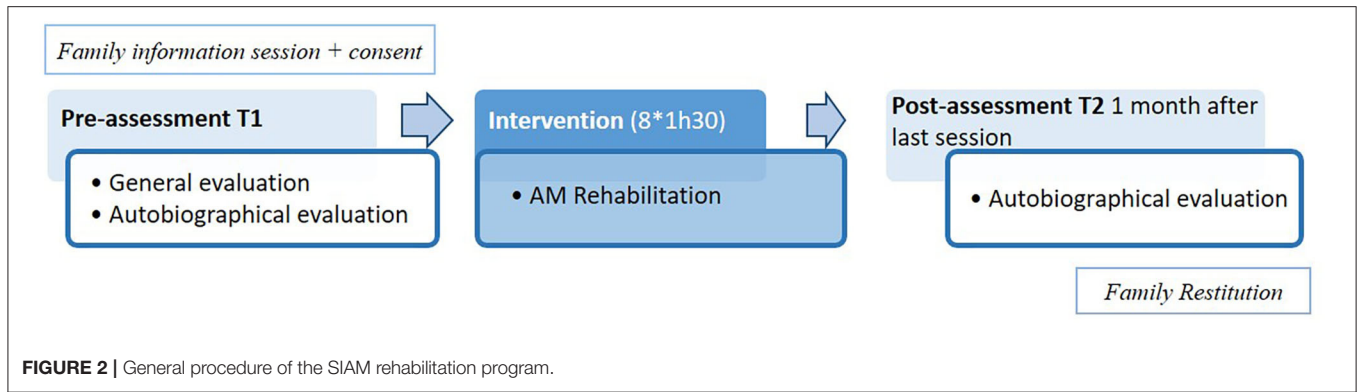 Family information session + consent
Pre-assessment T1
• General evaluation
• Autobiographical evaluation
Intervention (8*1h30)
• AM Rehabilitation
Post-assessment T2 1 month after
last session
• Autobiographical evaluation
Family Restitution
FIGURE 2 | General procedure of the SIAM rehabilitation program.